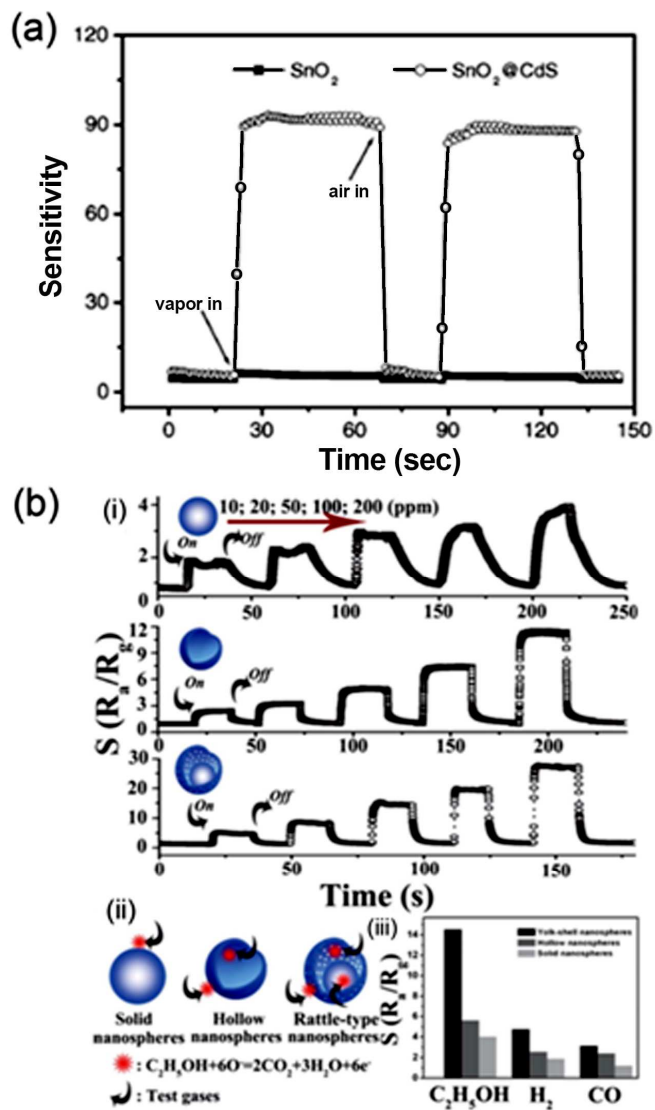 (a)
120
90
60
30
0
SnO₂
SnO₂@CdS
air in
vapor in
Sensitivity
0 30 60 90 120 150
Time (sec)
(b)
(i)
10; 20; 50; 100; 200 (ppm)
On
Off
4
2
0
0 50 100 150 200 250
On
Off
12
9
6
3
0
0 50 100 150 200
On
Off
30
20
10
0
0 50 100 150
S (Rₐ/R_g)
Time (s)
(ii)
Solid nanospheres
Hollow nanospheres
Rattle-type nanospheres
: C₂H₅OH+6O⁻=2CO₂+3H₂O+6e⁻
: Test gases
(iii)
Yolk-shell nanospheres
Hollow nanospheres
Solid nanospheres
14
12
10
8
6
4
2
0
S (Rₐ/R_g)
C₂H₅OH H₂ CO